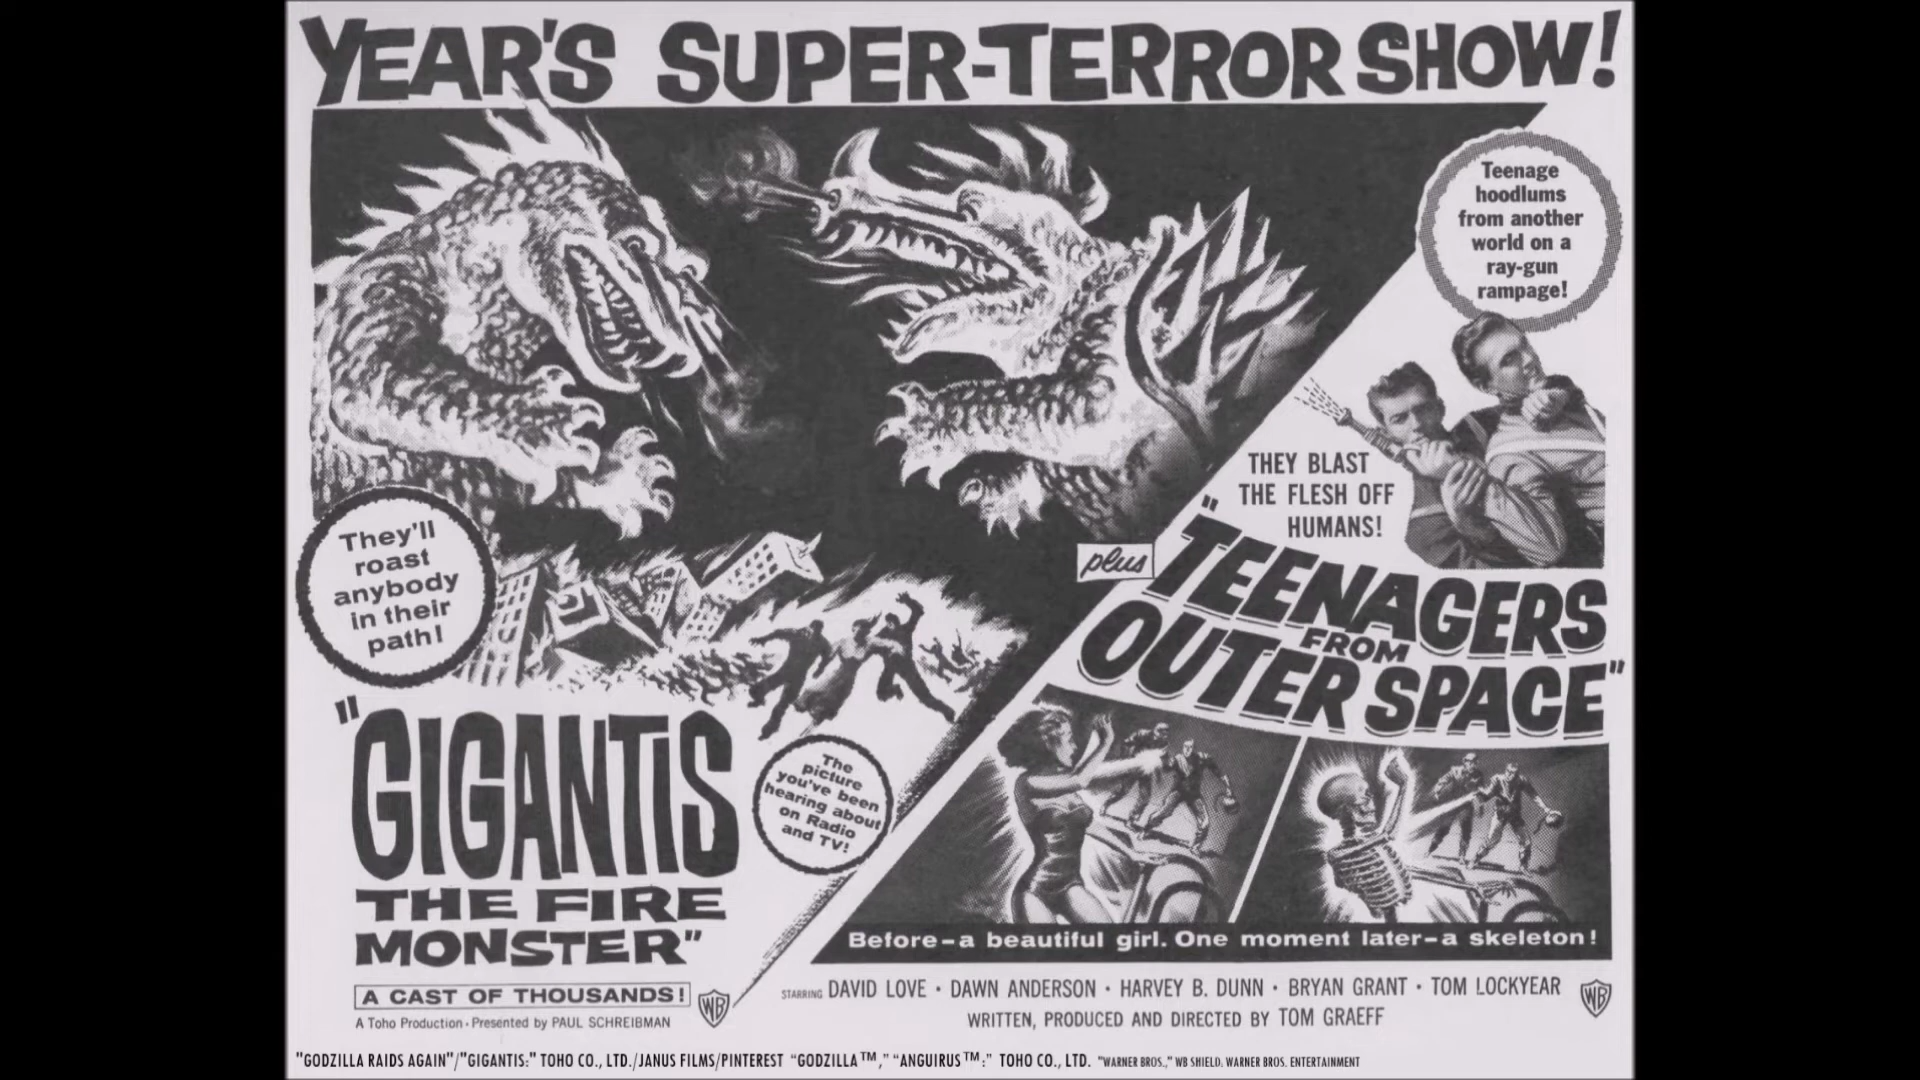 YEAR'S SUPER-TERROR SHOW!
Teenage
hoodlums
from another
world on a
ray-gun
rampage!
THEY BLAST
THE FLESH OFF
HUMANS!
They'll
roast
anybody
in their
path!
plus
"TEENAGERS
FROM
OUTER SPACE"
"GIGANTIS
THE FIRE
MONSTER"
The
picture
you've been
hearing about
on Radio
and TV!
Before-a beautiful girl. One moment later-a skeleton!
A CAST OF THOUSANDS!
A Toho Production · Presented by PAUL SCHREIBMAN
WB
STARRING DAVID LOVE · DAWN ANDERSON · HARVEY B. DUNN · BRYAN GRANT · TOM LOCKYEAR
WRITTEN, PRODUCED AND DIRECTED BY TOM GRAEFF
WB
"GODZILLA RAIDS AGAIN"/"GIGANTIS:" TOHO CO., LTD./JANUS FILMS/PINTEREST "GODZILLA™," "ANGUIRUS™:" TOHO CO., LTD. "WARNER BROS.," WB SHIELD: WARNER BROS. ENTERTAINMENT